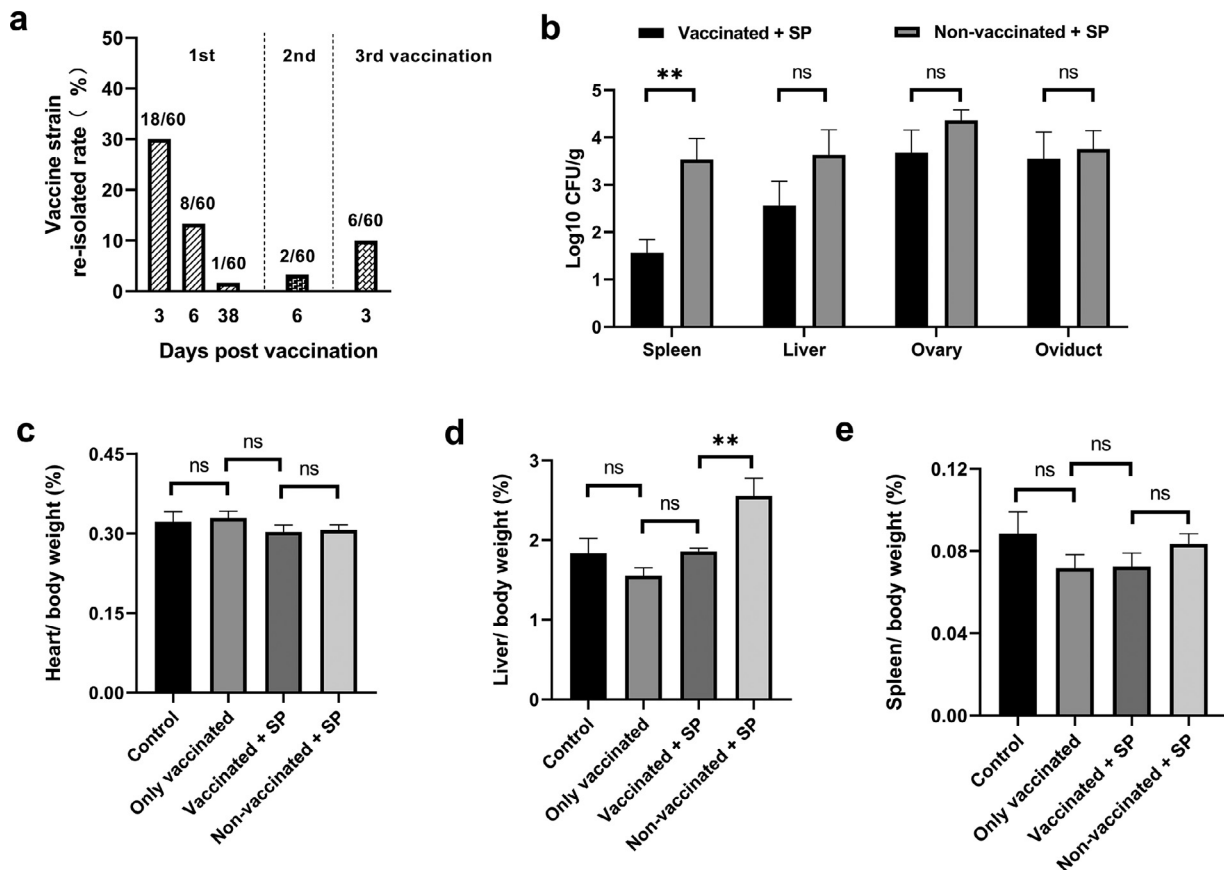 a
1st
2nd
3rd vaccination
Vaccine strain
re-isolated rate（ %）
50
40
30
20
10
0
18/60
8/60
1/60
2/60
6/60
3
6
38
6
3
Days post vaccination
b
Vaccinated + SP
Non-vaccinated + SP
Log10 CFU/g
5
4
3
2
1
0
**
ns
ns
ns
Spleen
Liver
Ovary
Oviduct
c
Heart/ body weight (%)
0.45
0.30
0.15
0.00
ns
ns
ns
Control
Only vaccinated
Vaccinated + SP
Non-vaccinated + SP
d
Liver/ body weight (%)
3
2
1
0
ns
ns
**
Control
Only vaccinated
Vaccinated + SP
Non-vaccinated + SP
e
Spleen/ body weight (%)
0.12
0.08
0.04
0.00
ns
ns
ns
Control
Only vaccinated
Vaccinated + SP
Non-vaccinated + SP